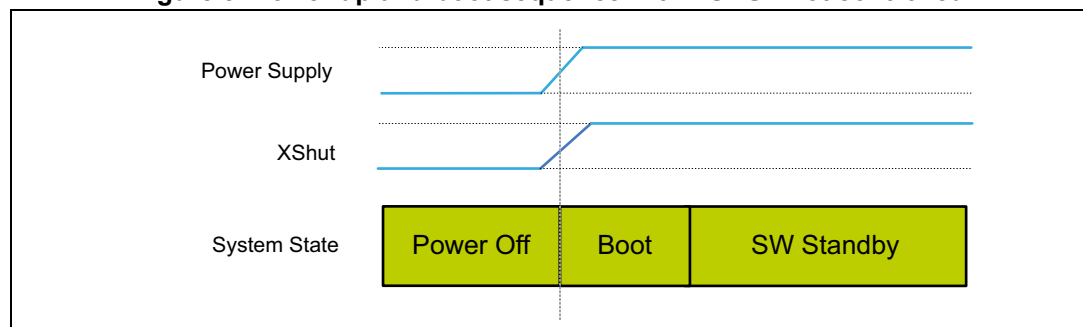 Power Supply
XShut
System State
Power Off
Boot
SW Standby